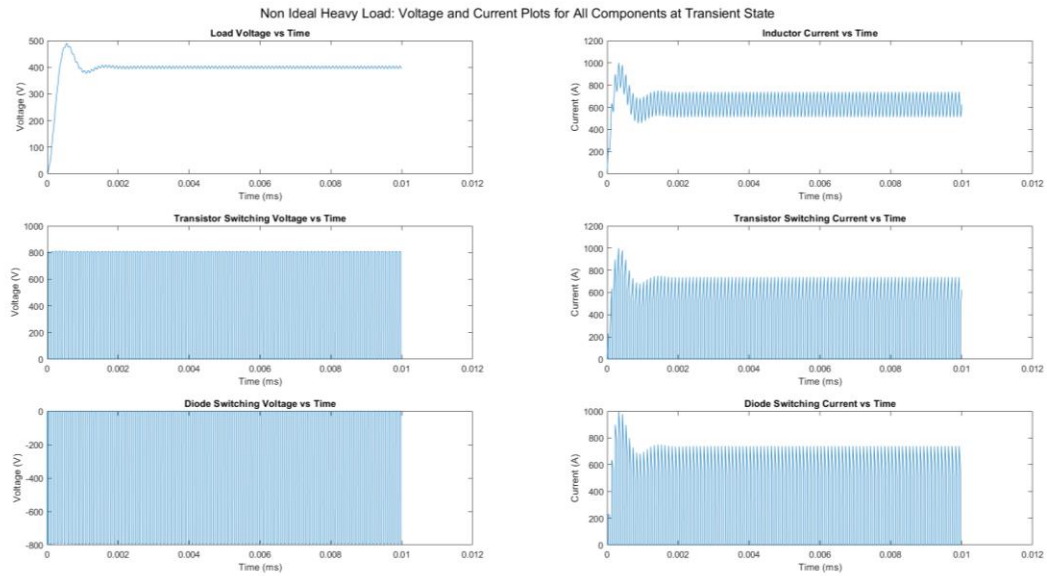 Non Ideal Heavy Load: Voltage and Current Plots for All Components at Transient State
Load Voltage vs Time
Voltage (V)
500
400
300
200
100
0
0 0.002 0.004 0.006 0.008 0.01 0.012
Time (ms)
Inductor Current vs Time
Current (A)
1200
1000
800
600
400
200
0
0 0.002 0.004 0.006 0.008 0.01 0.012
Time (ms)
Transistor Switching Voltage vs Time
Voltage (V)
1000
800
600
400
200
0
0 0.002 0.004 0.006 0.008 0.01 0.012
Time (ms)
Transistor Switching Current vs Time
Current (A)
1200
1000
800
600
400
200
0
0 0.002 0.004 0.006 0.008 0.01 0.012
Time (ms)
Diode Switching Voltage vs Time
Voltage (V)
0
-200
-400
-600
-800
0 0.002 0.004 0.006 0.008 0.01 0.012
Time (ms)
Diode Switching Current vs Time
Current (A)
1000
800
600
400
200
0
0 0.002 0.004 0.006 0.008 0.01 0.012
Time (ms)